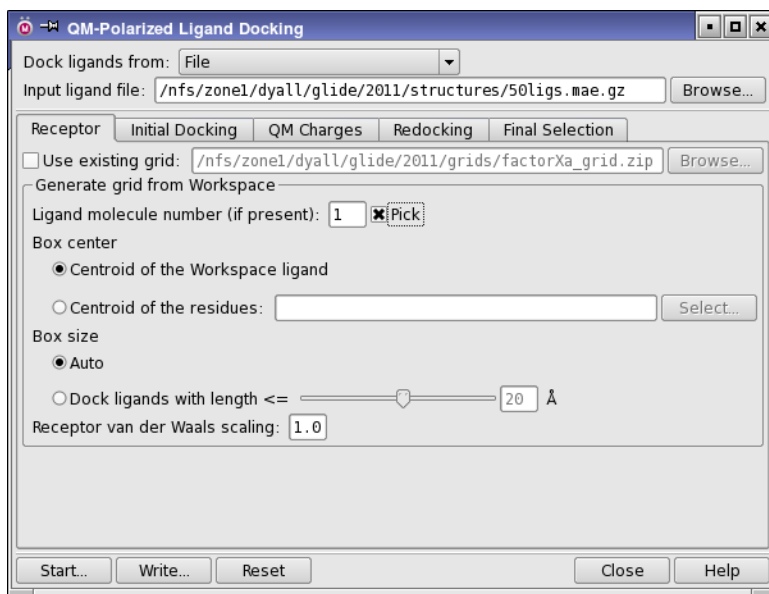 QM-Polarized Ligand Docking
Dock ligands from: File
Input ligand file: /nfs/zone1/dyall/glide/2011/structures/50ligs.mae.gz Browse...
Receptor Initial Docking QM Charges Redocking Final Selection
Use existing grid: /nfs/zone1/dyall/glide/2011/grids/factorXa_grid.zip Browse...
Generate grid from Workspace
Ligand molecule number (if present): 1 Pick
Box center
Centroid of the Workspace ligand
Centroid of the residues: Select...
Box size
Auto
Dock ligands with length <= 20 Å
Receptor van der Waals scaling: 1.0
Start... Write... Reset Close Help